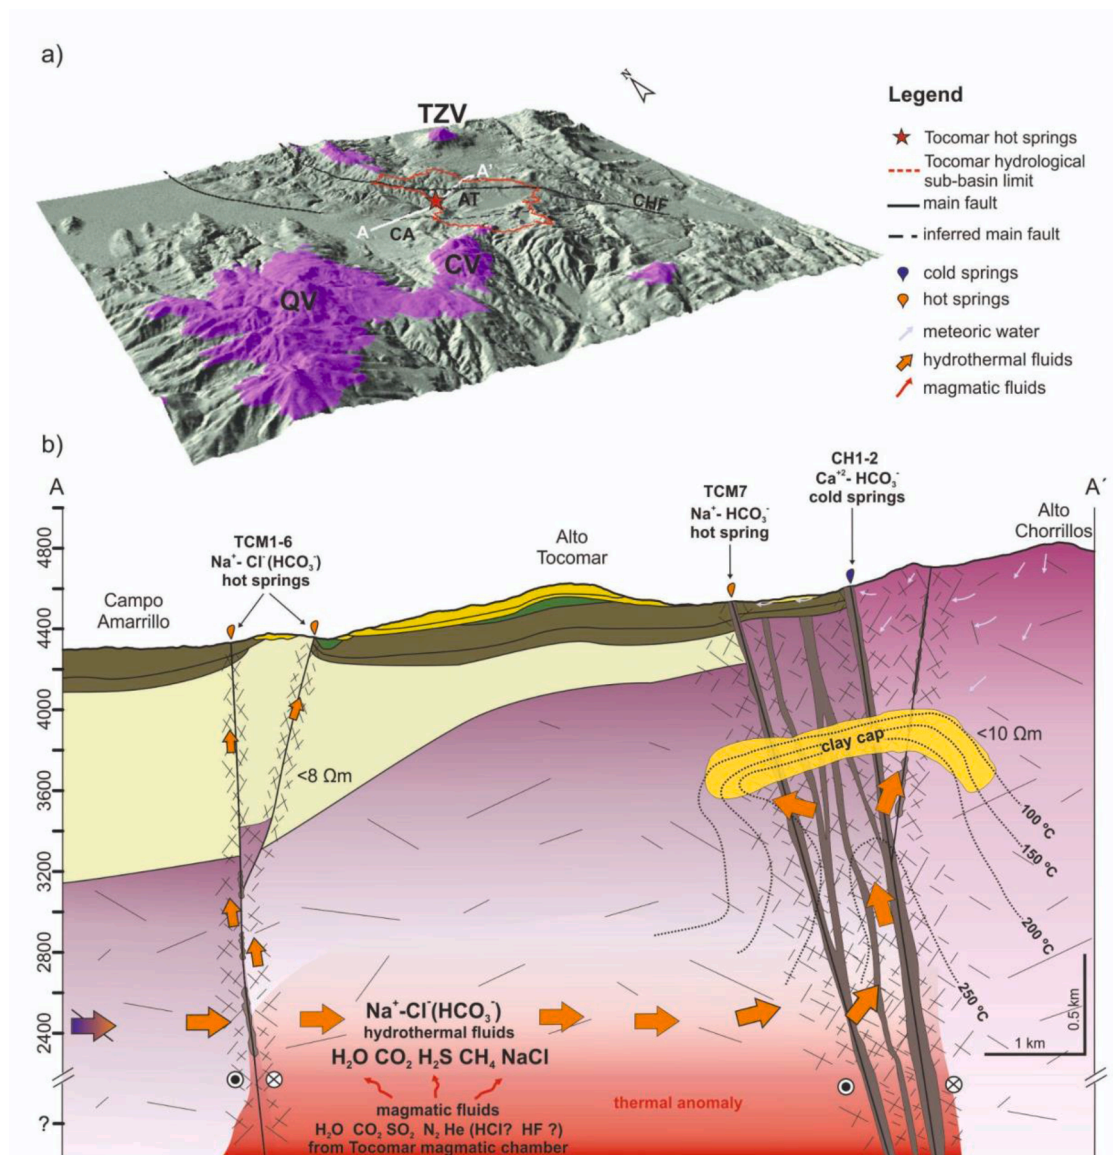 a)
N
TZV
A'
AT
CHF
A
CA
CV
QV
Legend
Tocomar hot springs
Tocomar hydrological
sub-basin limit
main fault
inferred main fault
cold springs
hot springs
meteoric water
hydrothermal fluids
magmatic fluids
b)
A
A´
CH1-2
Ca⁺²- HCO₃⁻
cold springs
TCM7
Na⁺- HCO₃⁻
hot spring
TCM1-6
Na⁺- Cl⁻(HCO₃⁻)
hot springs
Alto
Tocomar
Alto
Chorrillos
Campo
Amarrillo
4800
4400
4000
3600
3200
2800
2400
?
clay cap
<10 Ωm
<8 Ωm
100 ºC
150 ºC
200 ºC
250 ºC
0.5km
1 km
Na⁺-Cl⁻(HCO₃⁻)
hydrothermal fluids
H₂O CO₂ H₂S CH₄ NaCl
magmatic fluids
H₂O CO₂ SO₂ N₂ He (HCl? HF ?)
from Tocomar magmatic chamber
thermal anomaly